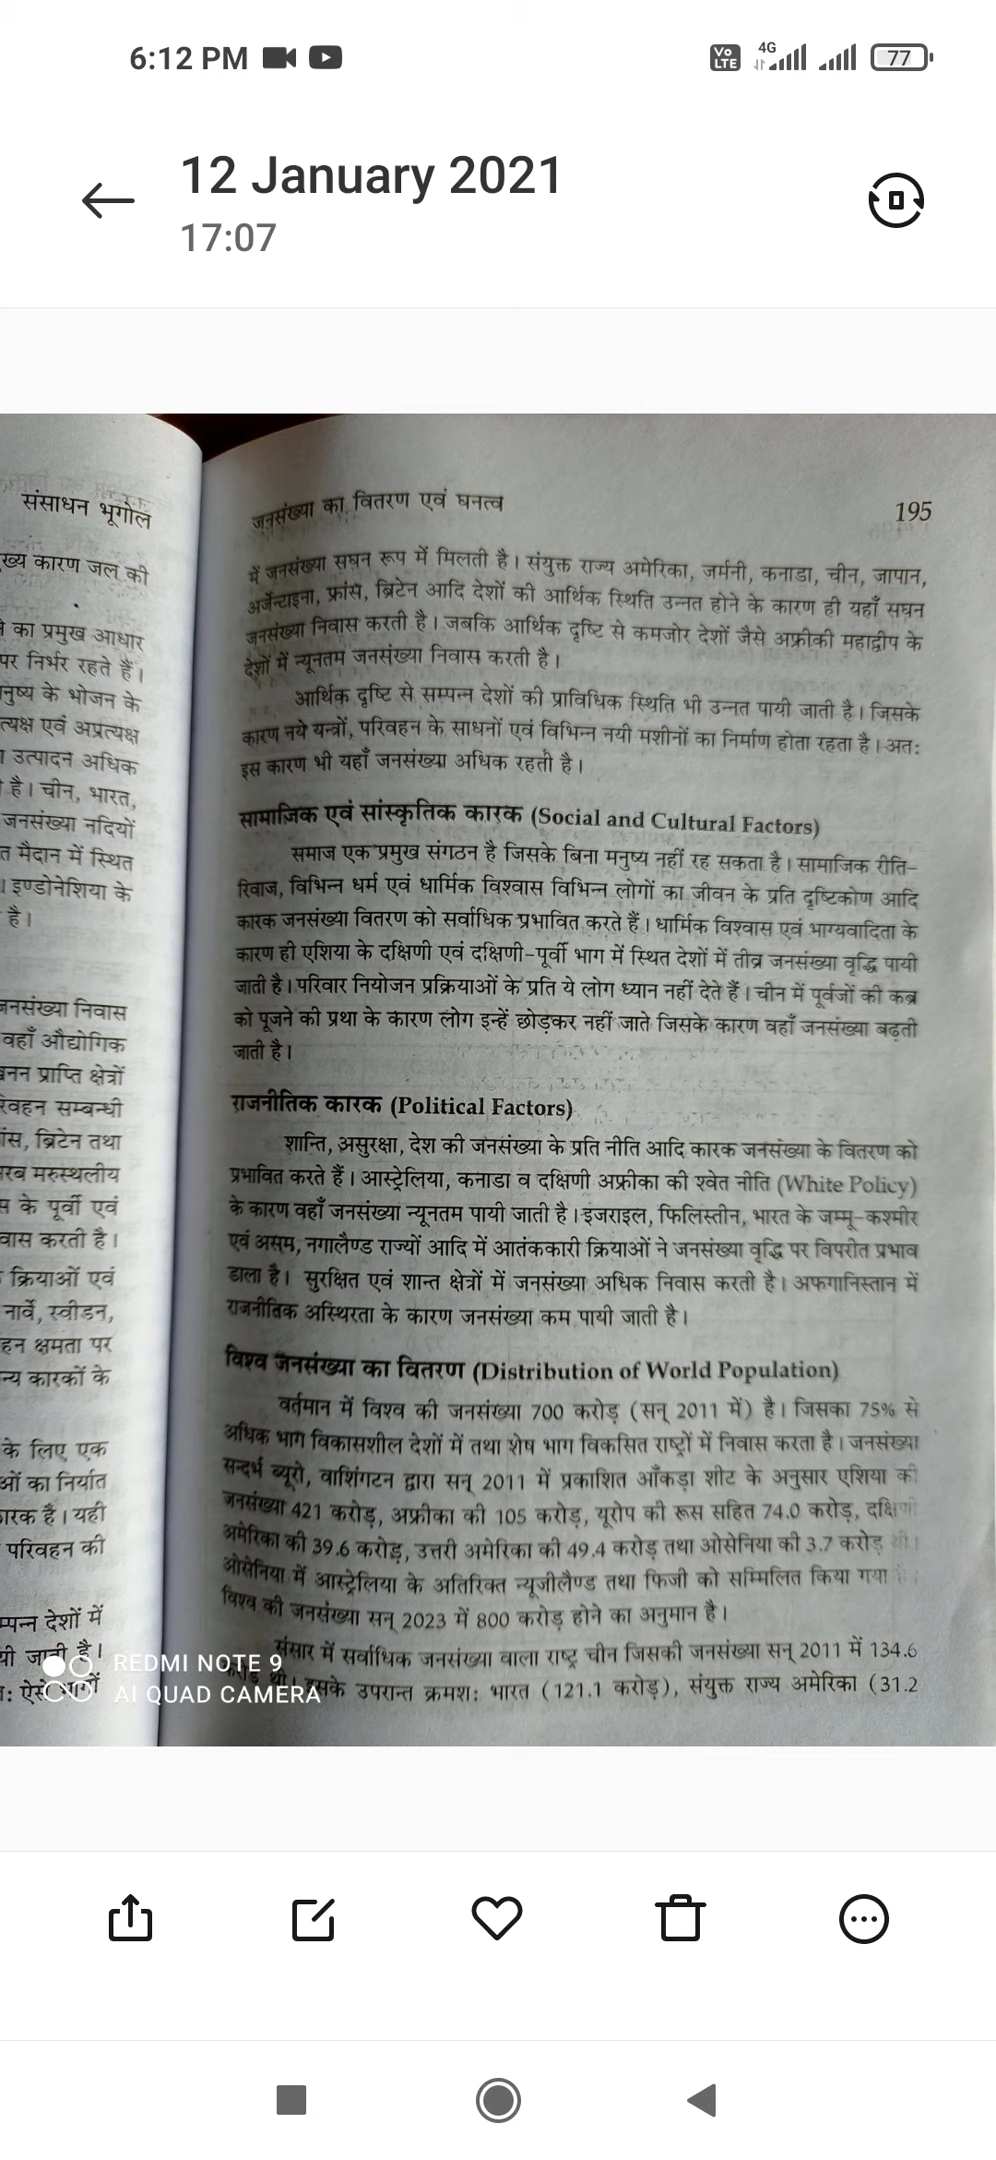 6:12 PM
Vo LTE 4G 77
12 January 2021
17:07
संसाधन भूगोल
ख्य कारण जल की
का प्रमुख आधार
पर निर्भर रहते हैं।
नुष्य के भोजन के
त्यक्ष एवं अप्रत्यक्ष
उत्पादन अधिक
है। चीन, भारत,
जनसंख्या नदियों
त मैदान में स्थित
। इण्डोनेशिया के
है।
जनसंख्या निवास
वहाँ औद्योगिक
खनन प्राप्ति क्षेत्रों
रिवहन सम्बन्धी
ांस, ब्रिटेन तथा
रब मरुस्थलीय
स के पूर्वी एवं
वास करती है।
क्रियाओं एवं
नार्वे, स्वीडन,
हन क्षमता पर
न्य कारकों के
के लिए एक
ओं का निर्यात
ारक है। यही
परिवहन की
म्पन्न देशों में
यी जाती है।
जनसंख्या का वितरण एवं घनत्व 195
में जनसंख्या सघन रूप में मिलती है। संयुक्त राज्य अमेरिका, जर्मनी, कनाडा, चीन, जापान,
अर्जेन्टाइना, फ्रांस, ब्रिटेन आदि देशों की आर्थिक स्थिति उन्नत होने के कारण ही यहाँ सघन
जनसंख्या निवास करती है। जबकि आर्थिक दृष्टि से कमजोर देशों जैसे अफ्रीकी महाद्वीप के
देशों में न्यूनतम जनसंख्या निवास करती है।
आर्थिक दृष्टि से सम्पन्न देशों की प्राविधिक स्थिति भी उन्नत पायी जाती है। जिसके
कारण नये यन्त्रों, परिवहन के साधनों एवं विभिन्न नयी मशीनों का निर्माण होता रहता है। अत:
इस कारण भी यहाँ जनसंख्या अधिक रहती है।
सामाजिक एवं सांस्कृतिक कारक (Social and Cultural Factors)
समाज एक प्रमुख संगठन है जिसके बिना मनुष्य नहीं रह सकता है। सामाजिक रीति-
रिवाज, विभिन्न धर्म एवं धार्मिक विश्वास विभिन्न लोगों का जीवन के प्रति दृष्टिकोण आदि
कारक जनसंख्या वितरण को सर्वाधिक प्रभावित करते हैं। धार्मिक विश्वास एवं भाग्यवादिता के
कारण ही एशिया के दक्षिणी एवं दक्षिणी-पूर्वी भाग में स्थित देशों में तीव्र जनसंख्या वृद्धि पायी
जाती है। परिवार नियोजन प्रक्रियाओं के प्रति ये लोग ध्यान नहीं देते हैं। चीन में पूर्वजों की कब्र
को पूजने की प्रथा के कारण लोग इन्हें छोड़कर नहीं जाते जिसके कारण वहाँ जनसंख्या बढ़ती
जाती है।
राजनीतिक कारक (Political Factors)
शान्ति, असुरक्षा, देश की जनसंख्या के प्रति नीति आदि कारक जनसंख्या के वितरण को
प्रभावित करते हैं। आस्ट्रेलिया, कनाडा व दक्षिणी अफ्रीका की श्वेत नीति (White Policy)
के कारण वहाँ जनसंख्या न्यूनतम पायी जाती है। इंजराइल, फिलिस्तीन, भारत के जम्मू-कश्मीर
एवं असम, नगालैण्ड राज्यों आदि में आतंककारी क्रियाओं ने जनसंख्या वृद्धि पर विपरीत प्रभाव
डाला है। सुरक्षित एवं शान्त क्षेत्रों में जनसंख्या अधिक निवास करती है। अफगानिस्तान में
राजनीतिक अस्थिरता के कारण जनसंख्या कम पायी जाती है।
विश्व जनसंख्या का वितरण (Distribution of World Population)
वर्तमान में विश्व की जनसंख्या 700 करोड़ (सन् 2011 में) है। जिसका 75% से
अधिक भाग विकासशील देशों में तथा शेष भाग विकसित राष्ट्रों में निवास करता है। जनसंख्या
सन्दर्भ ब्यूरो, वाशिंगटन द्वारा सन् 2011 में प्रकाशित आँकड़ा शीट के अनुसार एशिया की
जनसंख्या 421 करोड़, अफ्रीका की 105 करोड़, यूरोप की रूस सहित 74.0 करोड़, दक्षिणी
अमेरिका की 39.6 करोड़, उत्तरी अमेरिका की 49.4 करोड़ तथा ओसेनिया की 3.7 करोड़ थी।
ओसेनिया में आस्ट्रेलिया के अतिरिक्त न्यूजीलैण्ड तथा फिजी को सम्मिलित किया गया है।
विश्व की जनसंख्या सन् 2023 में 800 करोड़ होने का अनुमान है।
संसार में सर्वाधिक जनसंख्या वाला राष्ट्र चीन जिसकी जनसंख्या सन् 2011 में 134.6
करोड़ थी। इसके उपरान्त क्रमश: भारत (121.1 करोड़), संयुक्त राज्य अमेरिका (31.2
REDMI NOTE 9
AI QUAD CAMERA